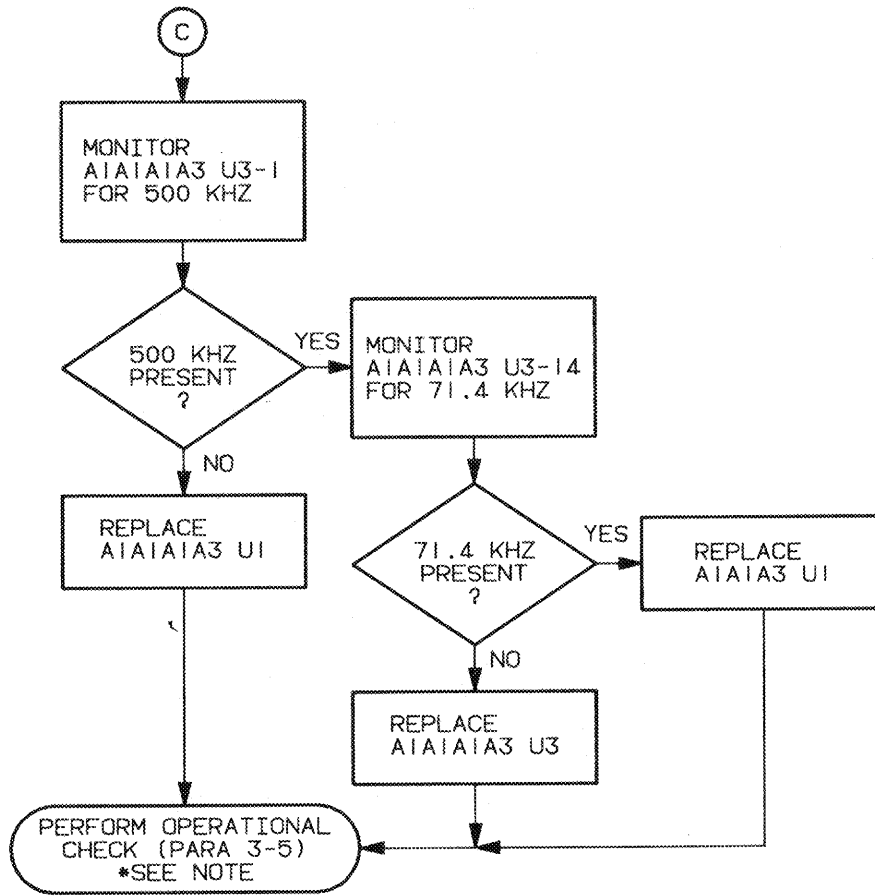 C
MONITOR
A1A1A1A3 U3-1
FOR 500 KHZ
500 KHZ
PRESENT
?
YES
NO
MONITOR
A1A1A1A3 U3-14
FOR 71.4 KHZ
REPLACE
A1A1A1A3 U1
71.4 KHZ
PRESENT
?
YES
NO
REPLACE
A1A1A3 U1
REPLACE
A1A1A1A3 U3
PERFORM OPERATIONAL
CHECK (PARA 3-5)
*SEE NOTE